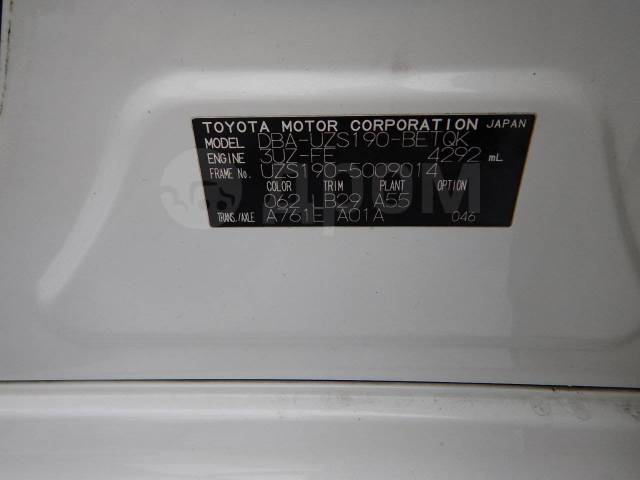 TOYOTA MOTOR CORPORATION JAPAN
MODEL DBA-UZS190-BETQK
ENGINE 3UZ-FE 4292 mL
FRAME No. UZS190-5009014
COLOR TRIM PLANT OPTION
062 LB29 A55
TRANS./AXLE A761E A01A 046
дром